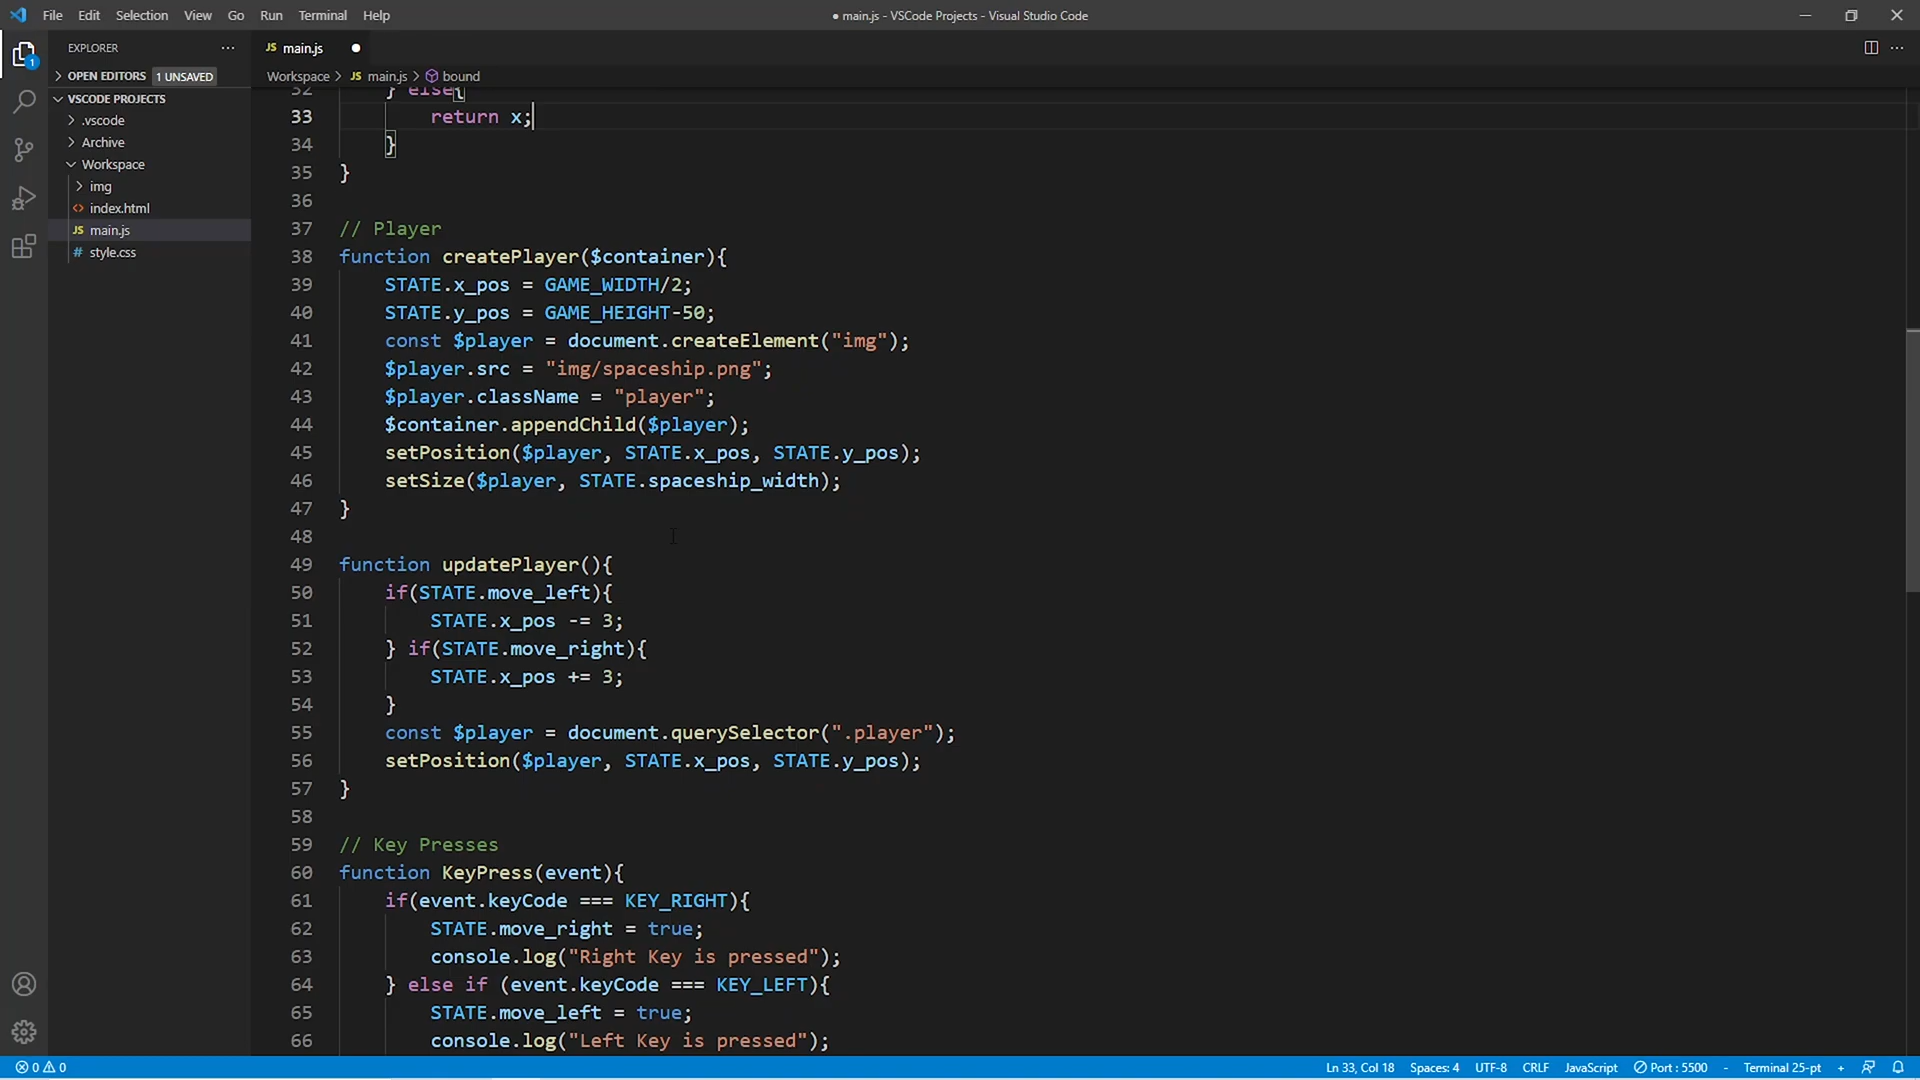 File Edit Selection View Go Run Terminal Help
● main.js - VSCode Projects - Visual Studio Code
EXPLORER
OPEN EDITORS 1 UNSAVED
VSCODE PROJECTS
.vscode
Archive
Workspace
img
<> index.html
JS main.js
# style.css
1
JS main.js ●
Workspace > JS main.js > bound
32 } else{
33 return x;
34 }
35 }
36
37 // Player
38 function createPlayer($container){
39 STATE.x_pos = GAME_WIDTH/2;
40 STATE.y_pos = GAME_HEIGHT-50;
41 const $player = document.createElement("img");
42 $player.src = "img/spaceship.png";
43 $player.className = "player";
44 $container.appendChild($player);
45 setPosition($player, STATE.x_pos, STATE.y_pos);
46 setSize($player, STATE.spaceship_width);
47 }
48
49 function updatePlayer(){
50 if(STATE.move_left){
51 STATE.x_pos -= 3;
52 } if(STATE.move_right){
53 STATE.x_pos += 3;
54 }
55 const $player = document.querySelector(".player");
56 setPosition($player, STATE.x_pos, STATE.y_pos);
57 }
58
59 // Key Presses
60 function KeyPress(event){
61 if(event.keyCode === KEY_RIGHT){
62 STATE.move_right = true;
63 console.log("Right Key is pressed");
64 } else if (event.keyCode === KEY_LEFT){
65 STATE.move_left = true;
66 console.log("Left Key is pressed");
0 0 Ln 33, Col 18 Spaces: 4 UTF-8 CRLF JavaScript Port : 5500 - Terminal 25-pt +